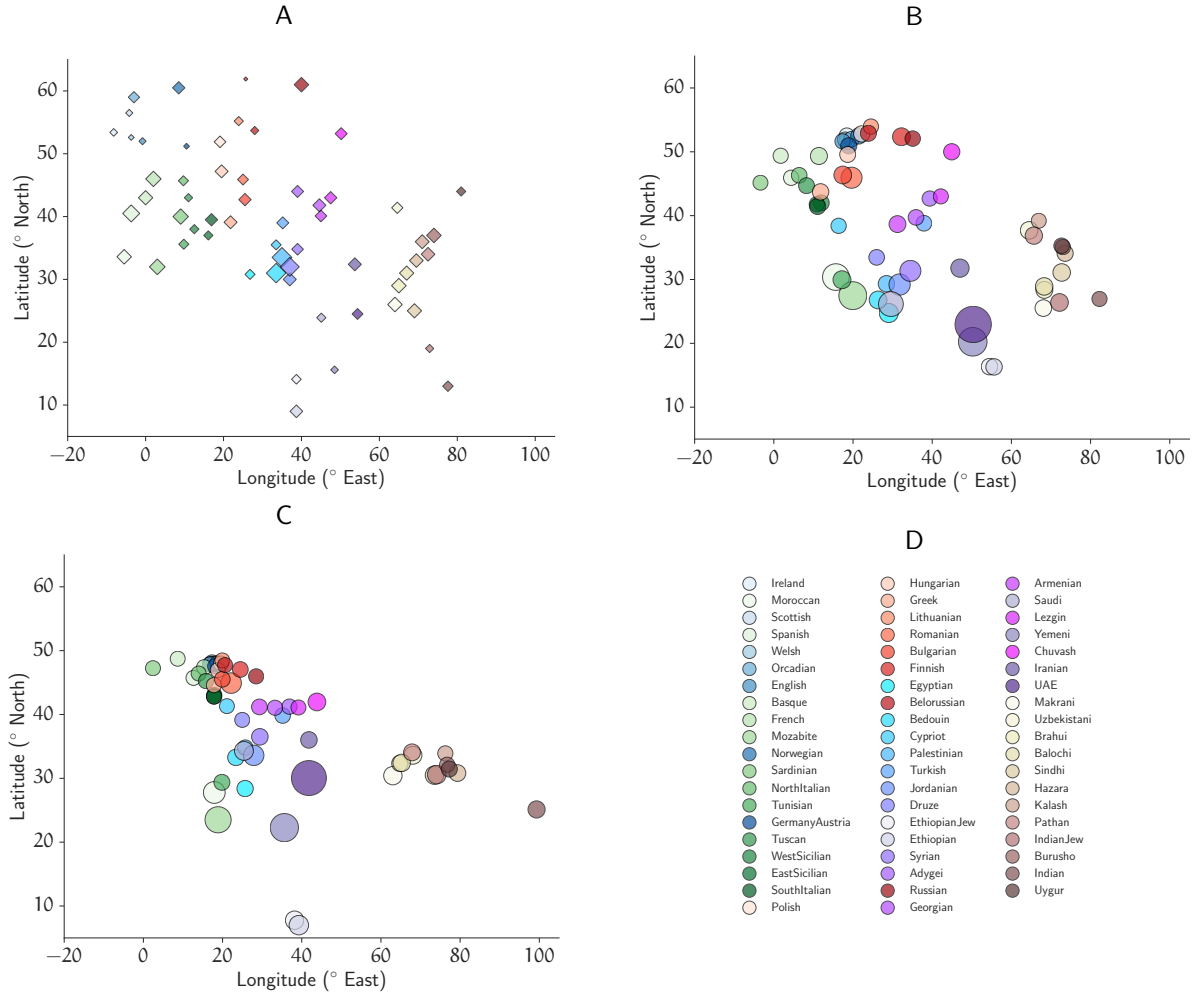 A
60
50
40
30
20
10
−20
0
20
40
60
80
100
Latitude (° North)
Longitude (° East)
B
60
50
40
30
20
10
−20
0
20
40
60
80
100
Latitude (° North)
Longitude (° East)
C
60
50
40
30
20
10
−20
0
20
40
60
80
100
Latitude (° North)
Longitude (° East)
D
Ireland
Moroccan
Scottish
Spanish
Welsh
Orcadian
English
Basque
French
Mozabite
Norwegian
Sardinian
NorthItalian
Tunisian
GermanyAustria
Tuscan
WestSicilian
EastSicilian
SouthItalian
Polish
Hungarian
Greek
Lithuanian
Romanian
Bulgarian
Finnish
Egyptian
Belorussian
Bedouin
Cypriot
Palestinian
Turkish
Jordanian
Druze
EthiopianJew
Ethiopian
Syrian
Adygei
Russian
Georgian
Armenian
Saudi
Lezgin
Yemeni
Chuvash
Iranian
UAE
Makrani
Uzbekistani
Brahui
Balochi
Sindhi
Hazara
Kalash
Pathan
IndianJew
Burusho
Indian
Uygur